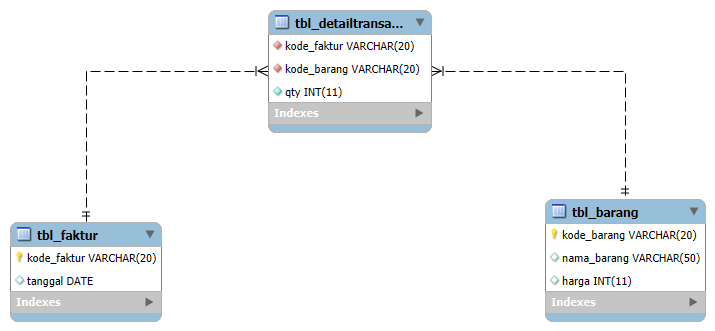 tbl_detailtransa...
kode_faktur VARCHAR(20)
kode_barang VARCHAR(20)
qty INT(11)
Indexes
tbl_faktur
kode_faktur VARCHAR(20)
tanggal DATE
Indexes
tbl_barang
kode_barang VARCHAR(20)
nama_barang VARCHAR(50)
harga INT(11)
Indexes